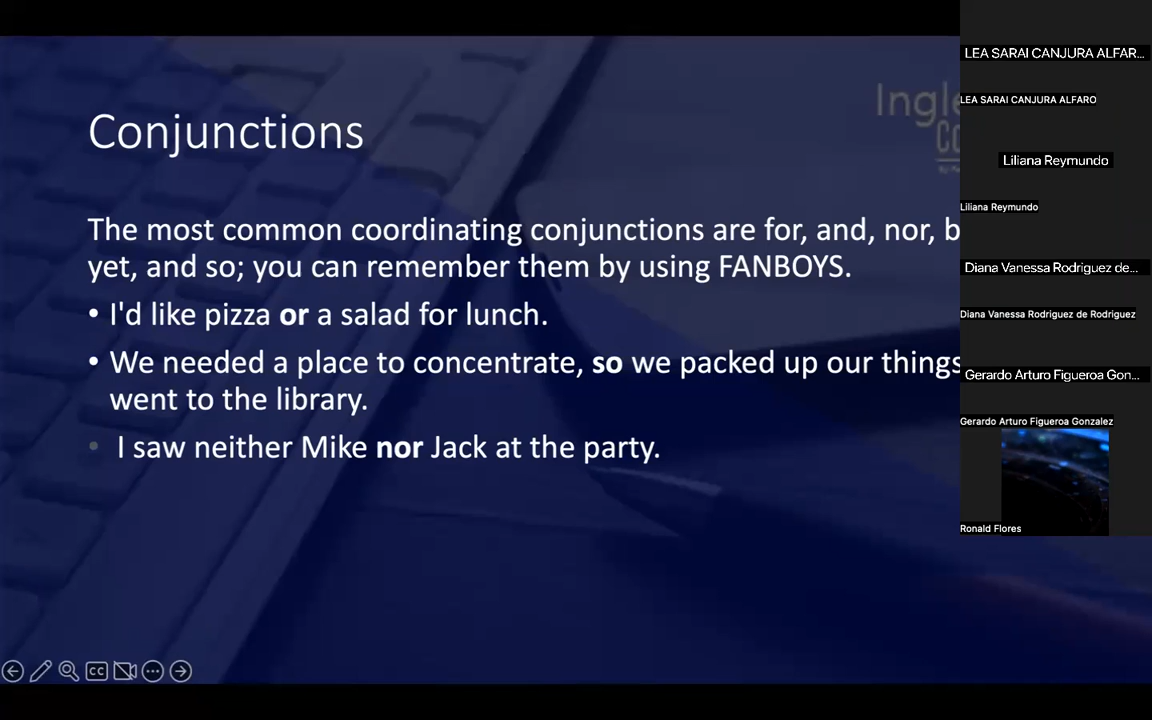 Conjunctions
The most common coordinating conjunctions are for, and, nor,
yet, and so; you can remember them by using FANBOYS.
• I'd like pizza or a salad for lunch.
• We needed a place to concentrate, so we packed up our things
went to the library.
• I saw neither Mike nor Jack at the party.
CC
LEA SARAI CANJURA ALFAR...
LEA SARAI CANJURA ALFARO
Liliana Reymundo
Liliana Reymundo
Diana Vanessa Rodriguez de...
Diana Vanessa Rodriguez de Rodriguez
Gerardo Arturo Figueroa Gon...
Gerardo Arturo Figueroa Gonzalez
Ronald Flores